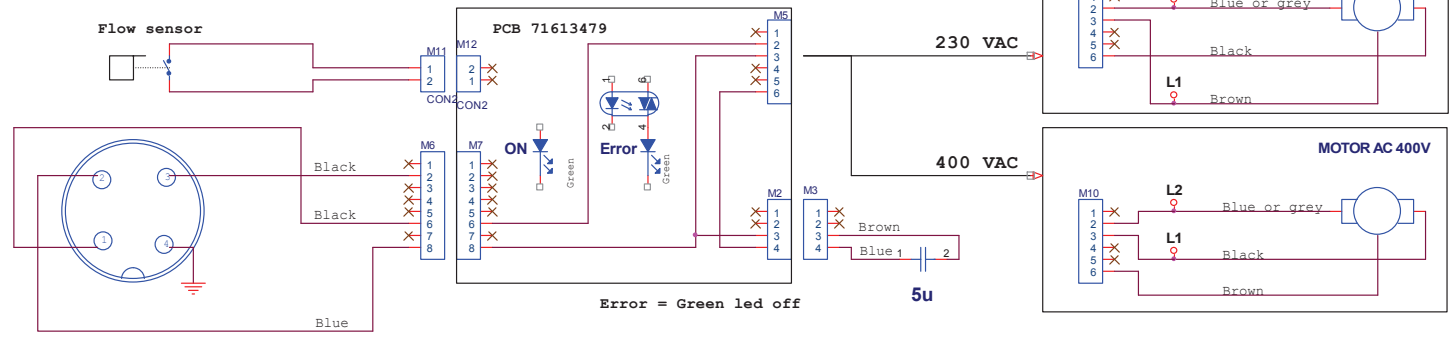 Flow sensor
M11
1
2
CON2
M12
2
1
CON2
PCB 71613479
M5
1
2
3
4
5
6
1
6
2
4
ON
Green
Error
Green
230 VAC
400 VAC
2
3
4
5
6
Blue or grey
Black
L1
Brown
MOTOR AC 400V
M10
1
2
3
4
5
6
L2
Blue or grey
L1
Black
Brown
2
3
1
4
Black
Black
Blue
M6
1
2
3
4
5
6
7
8
M7
1
2
3
4
5
6
7
8
M2
1
2
3
4
M3
1
2
3
4
Brown
Blue
1
2
5u
Error = Green led off